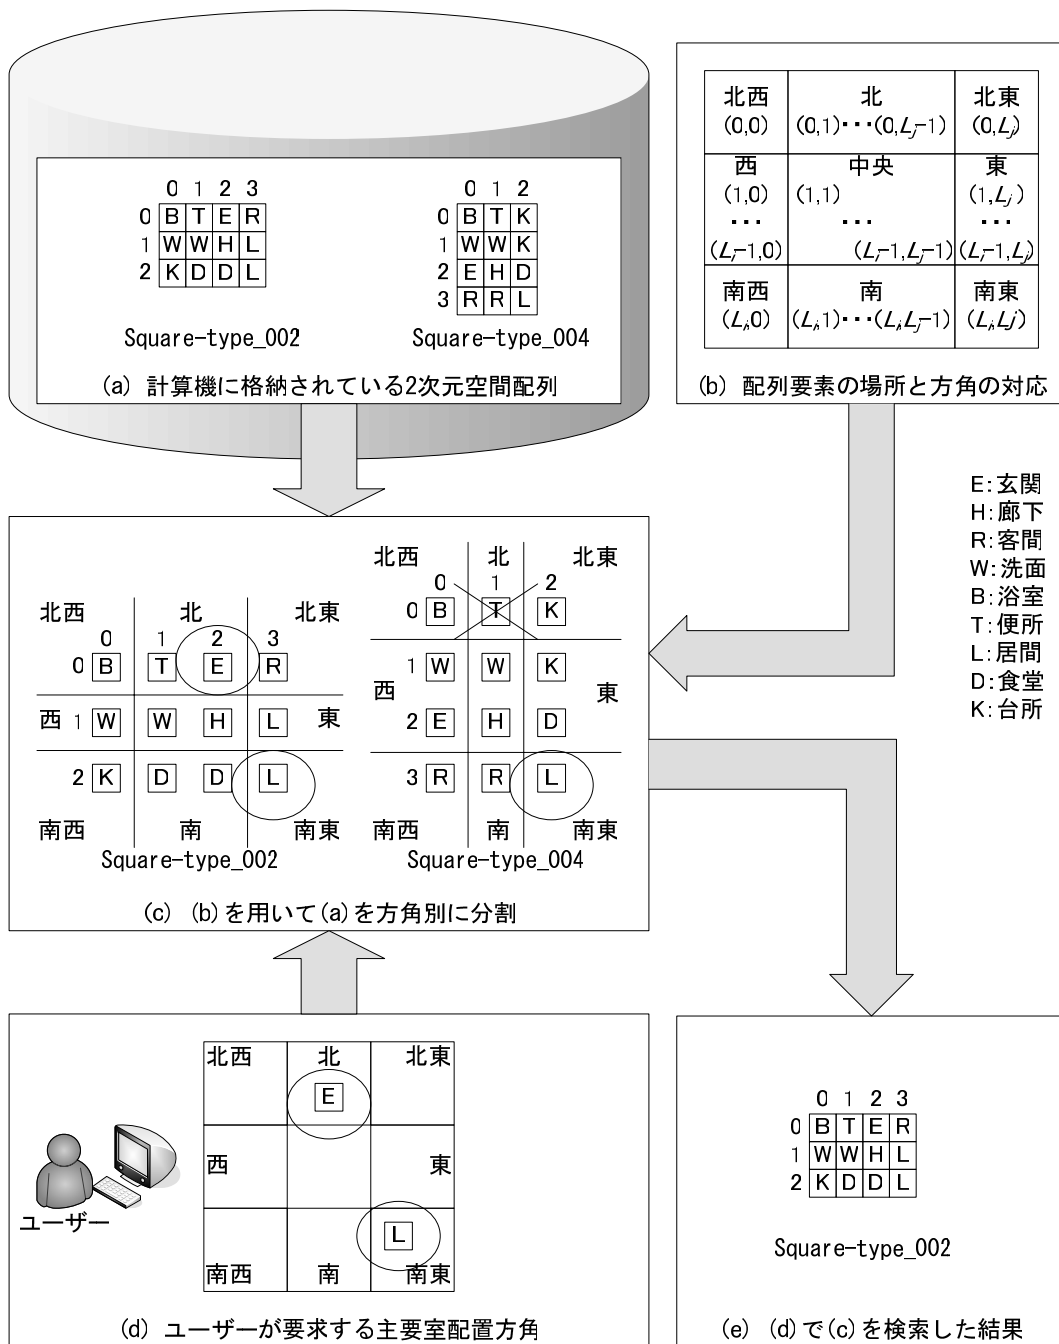 0 1 2 3
0 B T E R
1 W W H L
2 K D D L
Square-type_002
0 1 2
0 B T K
1 W W K
2 E H D
3 R R L
Square-type_004
(a) 計算機に格納されている2次元空間配列
北西 北 北東
(0,0) (0,1)･･･(0,Lj-1) (0,Lj)
西 中央 東
(1,0) (1,1) (1,Lj)
･･･ ･･･ ･･･
(Li-1,0) (Li-1,Lj-1) (Li-1,Lj)
南西 南 南東
(Li,0) (Li,1)･･･(Li,Lj-1) (Li,Lj)
(b) 配列要素の場所と方角の対応
E:玄関
H:廊下
R:客間
W:洗面
B:浴室
T:便所
L:居間
D:食堂
K:台所
北西 北 北東
0 1 2 3
0 B T E R
西 1 W W H L 東
2 K D D L
南西 南 南東
Square-type_002
北西 北 北東
0 1 2
0 B T K
1 W W K
西 東
2 E H D
3 R R L
南西 南 南東
Square-type_004
(c) (b)を用いて(a)を方角別に分割
北西 北 北東
E
西 東
L
南西 南 南東
ユーザー
(d) ユーザーが要求する主要室配置方角
0 1 2 3
0 B T E R
1 W W H L
2 K D D L
Square-type_002
(e) (d)で(c)を検索した結果